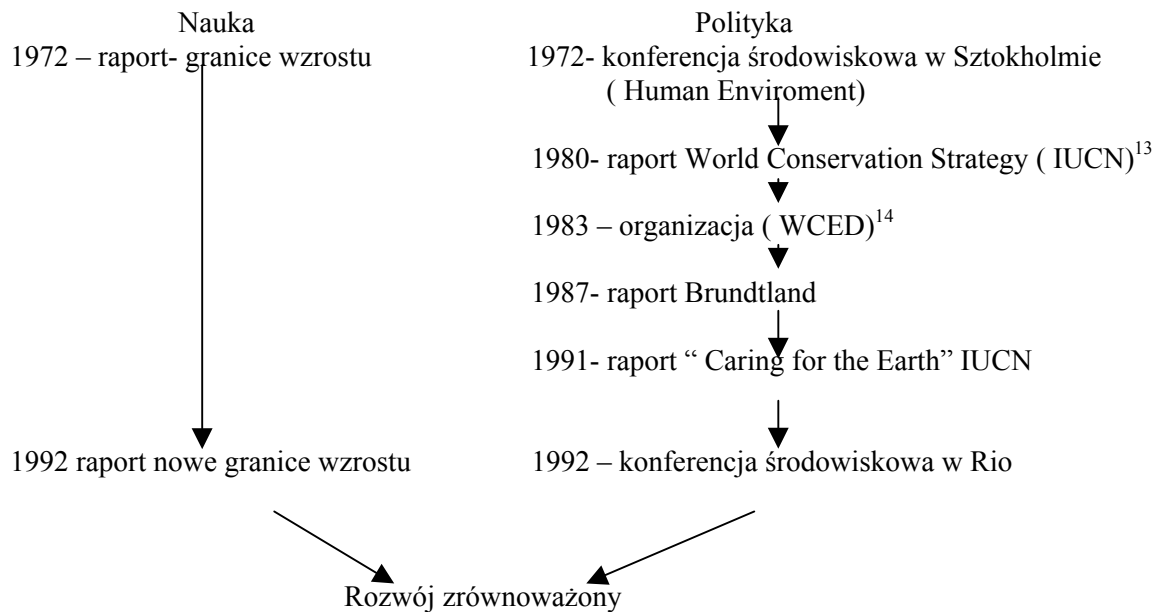 Nauka
1972 – raport- granice wzrostu
1992 raport nowe granice wzrostu
Polityka
1972- konferencja środowiskowa w Sztokholmie
( Human Enviroment)
1980- raport World Conservation Strategy ( IUCN)13
1983 – organizacja ( WCED)14
1987- raport Brundtland
1991- raport “ Caring for the Earth” IUCN
1992 – konferencja środowiskowa w Rio
Rozwój zrównoważony